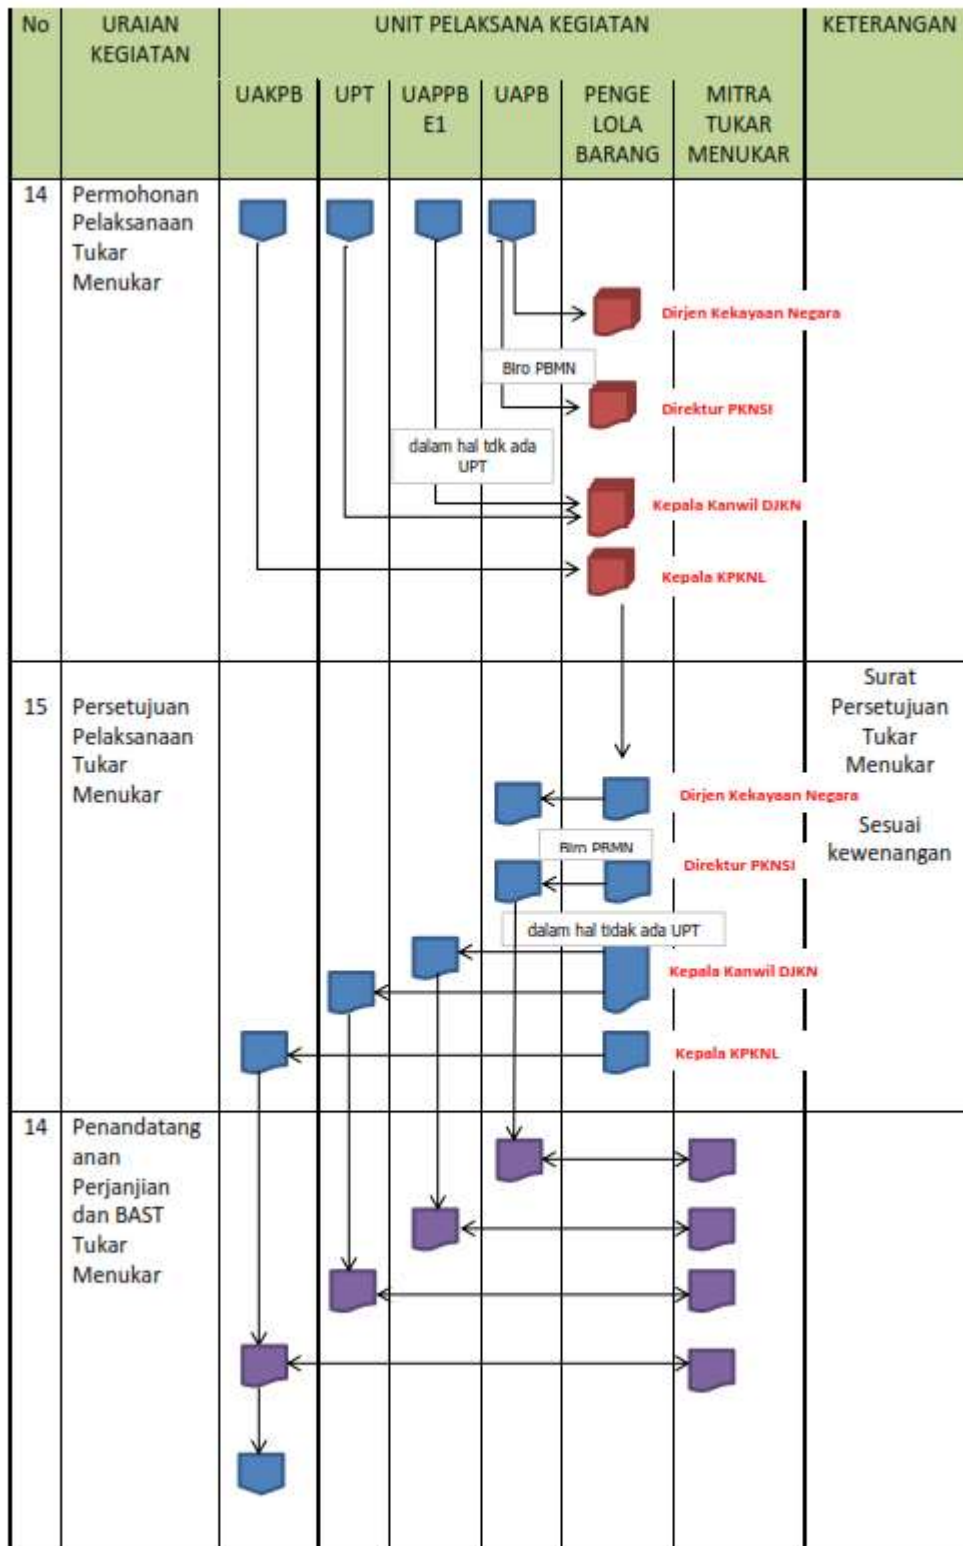 No
URAIAN
KEGIATAN
UNIT PELAKSANA KEGIATAN
KETERANGAN
UAKPB
UPT
UAPPB
E1
UAPB
PENGE
LOLA
BARANG
MITRA
TUKAR
MENUKAR
14
Permohonan
Pelaksanaan
Tukar
Menukar
Dirjen Kekayaan Negara
Biro PBMN
Direktur PKNSI
dalam hal tdk ada
UPT
Kepala Kanwil DJKN
Kepala KPKNL
15
Persetujuan
Pelaksanaan
Tukar
Menukar
Surat
Persetujuan
Tukar
Menukar
Sesuai
kewenangan
Dirjen Kekayaan Negara
Biro PBMN
Direktur PKNSI
dalam hal tidak ada UPT
Kepala Kanwil DJKN
Kepala KPKNL
14
Penandatang
anan
Perjanjian
dan BAST
Tukar
Menukar